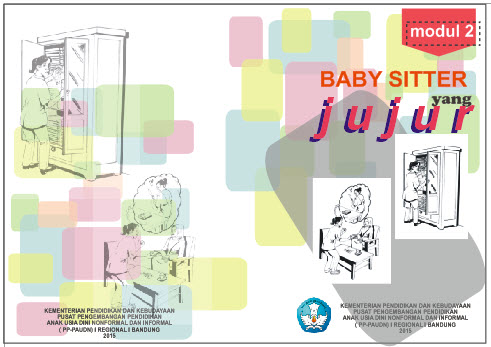 modul 2
BABY SITTER
yang
jujur
KEMENTERIAN PENDIDIKAN DAN KEBUDAYAAN
PUSAT PENGEMBANGAN PENDIDIKAN
ANAK USIA DINI NONFORMAL DAN INFORMAL
( PP-PAUDNI ) REGIONAL I BANDUNG
2015
KEMENTERIAN PENDIDIKAN DAN KEBUDAYAAN
PUSAT PENGEMBANGAN PENDIDIKAN
ANAK USIA DINI NONFORMAL DAN INFORMAL
( PP-PAUDNI ) REGIONAL I BANDUNG
2015